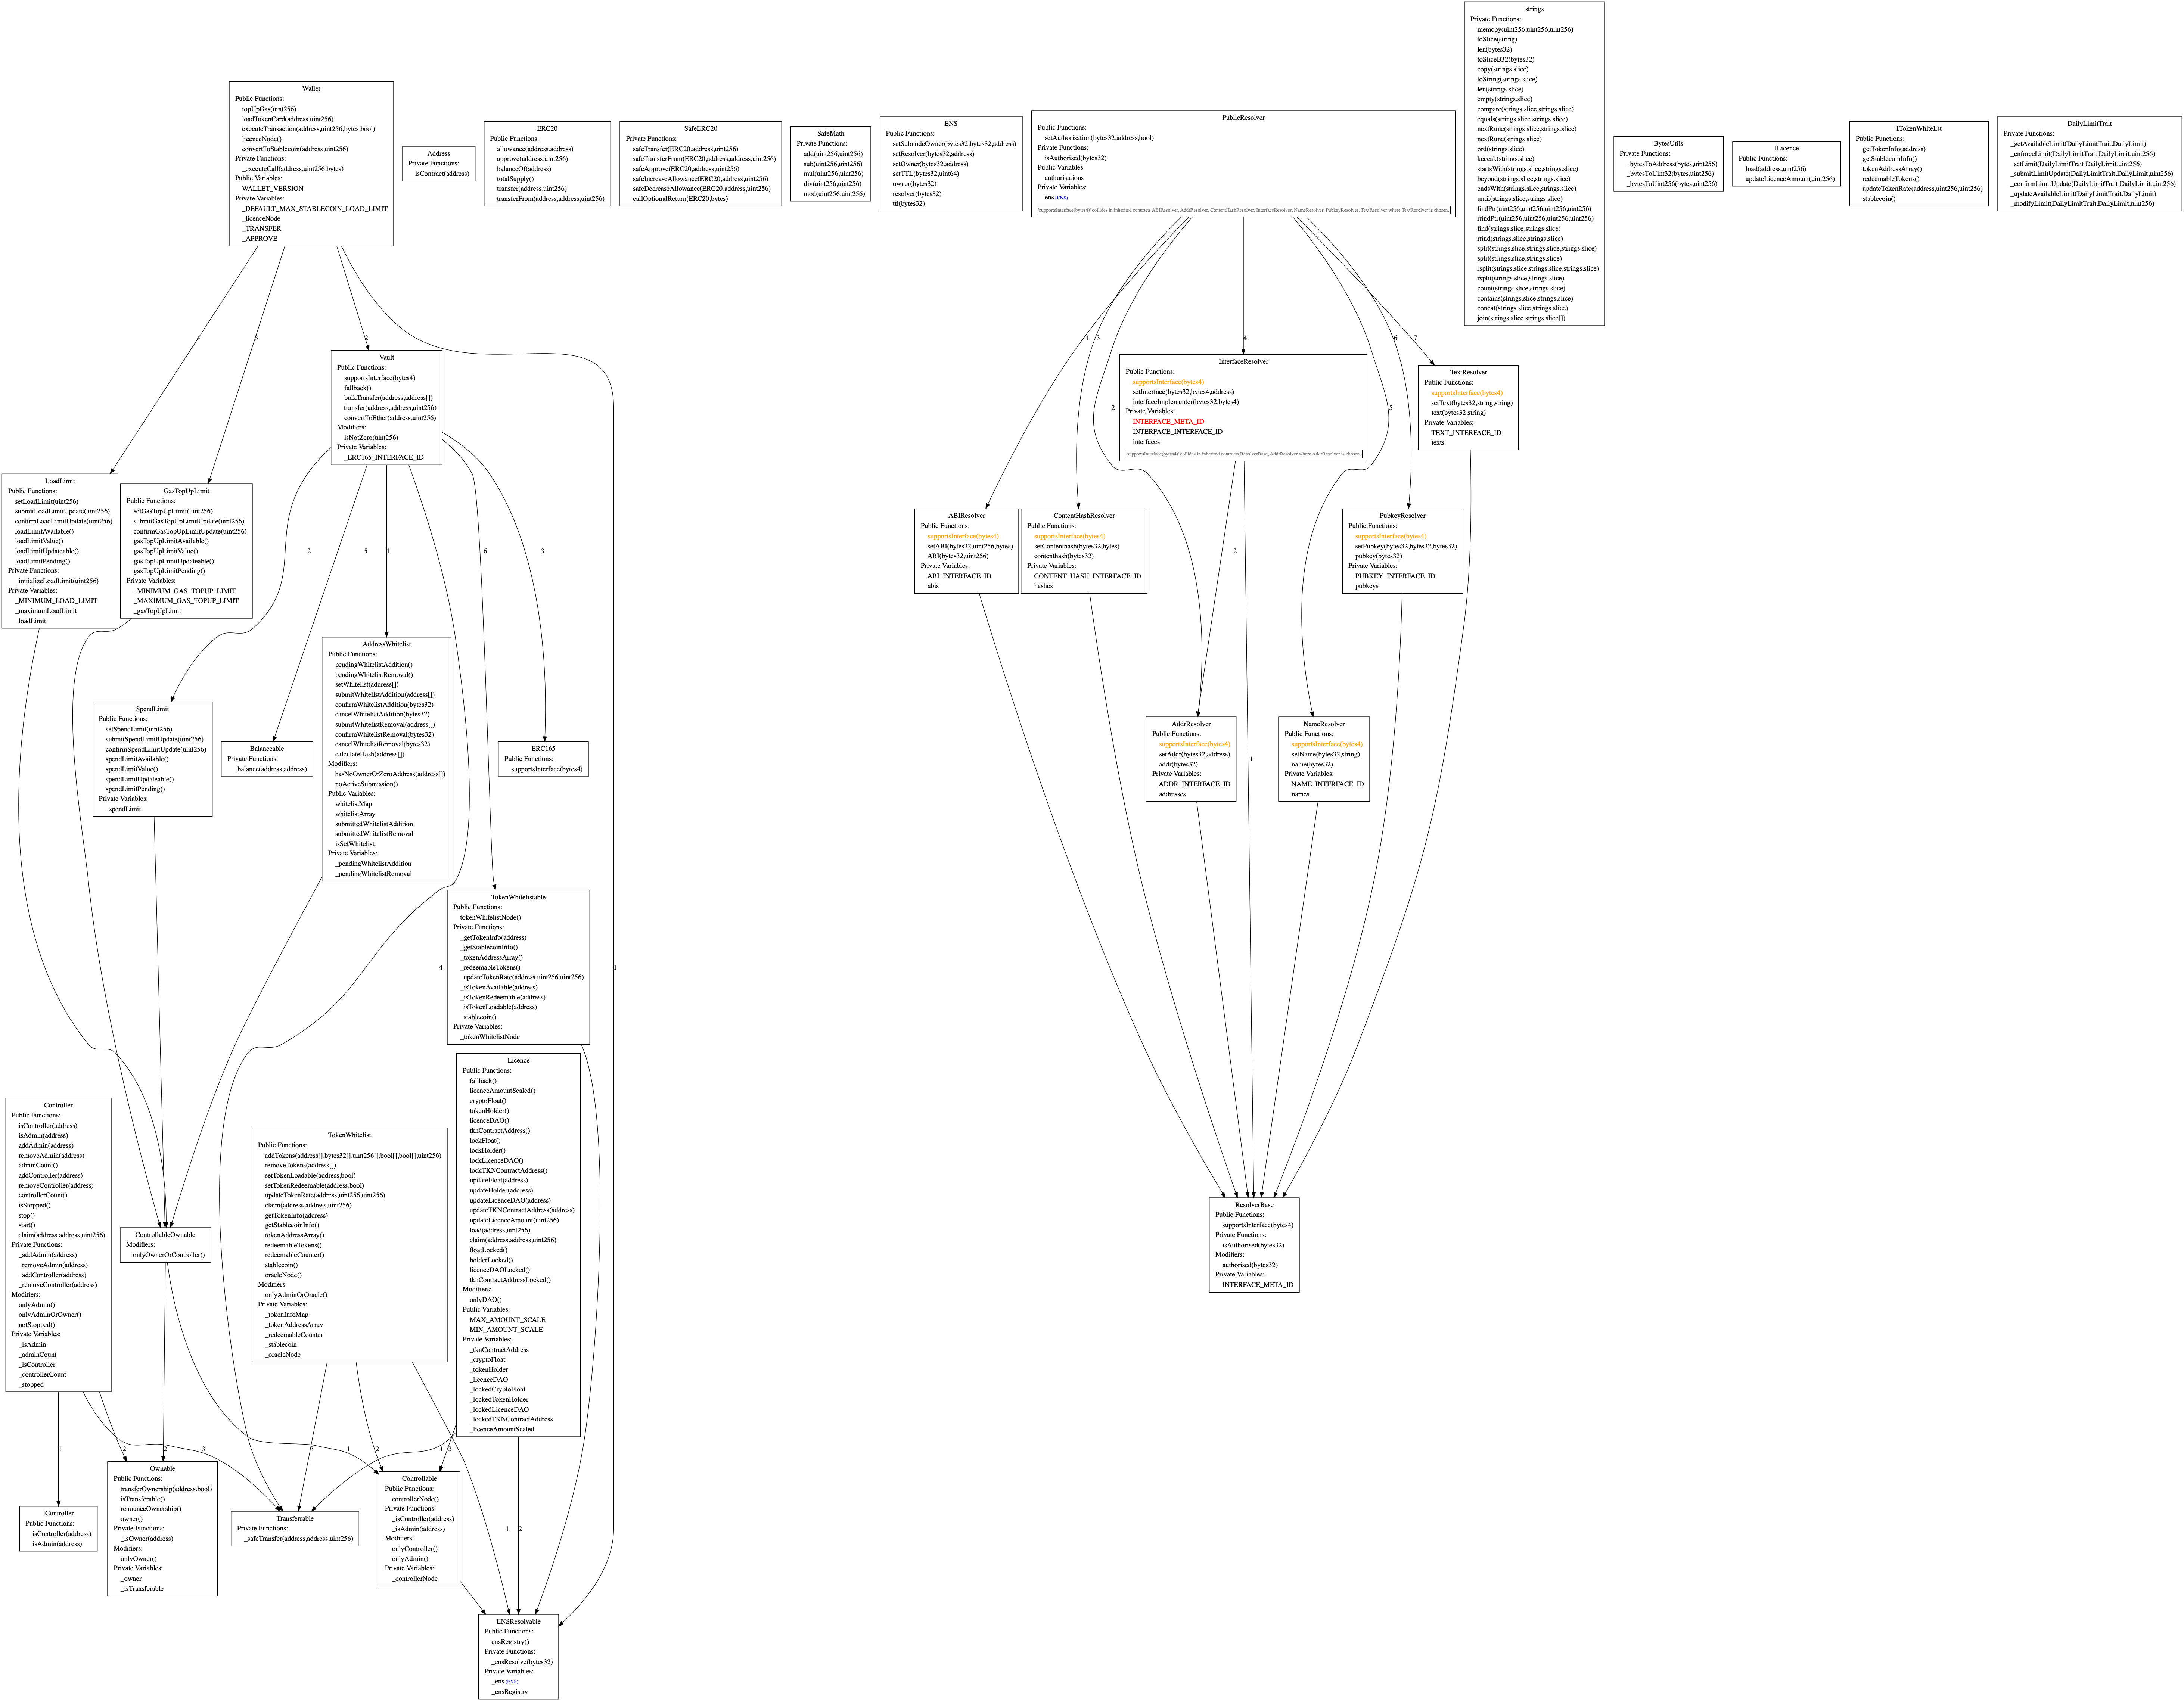 strings
Private Functions:
memcpy(uint256,uint256,uint256)
toSlice(string)
len(bytes32)
toSliceB32(bytes32)
copy(strings.slice)
toString(strings.slice)
len(strings.slice)
empty(strings.slice)
compare(strings.slice,strings.slice)
equals(strings.slice,strings.slice)
nextRune(strings.slice,strings.slice)
nextRune(strings.slice)
ord(strings.slice)
keccak(strings.slice)
startsWith(strings.slice,strings.slice)
beyond(strings.slice,strings.slice)
endsWith(strings.slice,strings.slice)
until(strings.slice,strings.slice)
findPtr(uint256,uint256,uint256,uint256)
rfindPtr(uint256,uint256,uint256,uint256)
find(strings.slice,strings.slice)
rfind(strings.slice,strings.slice)
split(strings.slice,strings.slice,strings.slice)
split(strings.slice,strings.slice)
rsplit(strings.slice,strings.slice,strings.slice)
rsplit(strings.slice,strings.slice)
count(strings.slice,strings.slice)
contains(strings.slice,strings.slice)
concat(strings.slice,strings.slice)
join(strings.slice,strings.slice[])
Wallet
Public Functions:
topUpGas(uint256)
loadTokenCard(address,uint256)
executeTransaction(address,uint256,bytes,bool)
licenceNode()
convertToStablecoin(address,uint256)
Private Functions:
_executeCall(address,uint256,bytes)
Public Variables:
WALLET_VERSION
Private Variables:
_DEFAULT_MAX_STABLECOIN_LOAD_LIMIT
_licenceNode
_TRANSFER
_APPROVE
Address
Private Functions:
isContract(address)
ERC20
Public Functions:
allowance(address,address)
approve(address,uint256)
balanceOf(address)
totalSupply()
transfer(address,uint256)
transferFrom(address,address,uint256)
SafeERC20
Private Functions:
safeTransfer(ERC20,address,uint256)
safeTransferFrom(ERC20,address,address,uint256)
safeApprove(ERC20,address,uint256)
safeIncreaseAllowance(ERC20,address,uint256)
safeDecreaseAllowance(ERC20,address,uint256)
callOptionalReturn(ERC20,bytes)
SafeMath
Private Functions:
add(uint256,uint256)
sub(uint256,uint256)
mul(uint256,uint256)
div(uint256,uint256)
mod(uint256,uint256)
ENS
Public Functions:
setSubnodeOwner(bytes32,bytes32,address)
setResolver(bytes32,address)
setOwner(bytes32,address)
setTTL(bytes32,uint64)
owner(bytes32)
resolver(bytes32)
ttl(bytes32)
PublicResolver
Public Functions:
setAuthorisation(bytes32,address,bool)
Private Functions:
isAuthorised(bytes32)
Public Variables:
authorisations
Private Variables:
ens (ENS)
'supportsInterface(bytes4)' collides in inherited contracts ABIResolver, AddrResolver, ContentHashResolver, InterfaceResolver, NameResolver, PubkeyResolver, TextResolver where TextResolver is chosen.
BytesUtils
Private Functions:
_bytesToAddress(bytes,uint256)
_bytesToUint32(bytes,uint256)
_bytesToUint256(bytes,uint256)
ILicence
Public Functions:
load(address,uint256)
updateLicenceAmount(uint256)
ITokenWhitelist
Public Functions:
getTokenInfo(address)
getStablecoinInfo()
tokenAddressArray()
redeemableTokens()
updateTokenRate(address,uint256,uint256)
stablecoin()
DailyLimitTrait
Private Functions:
_getAvailableLimit(DailyLimitTrait.DailyLimit)
_enforceLimit(DailyLimitTrait.DailyLimit,uint256)
_setLimit(DailyLimitTrait.DailyLimit,uint256)
_submitLimitUpdate(DailyLimitTrait.DailyLimit,uint256)
_confirmLimitUpdate(DailyLimitTrait.DailyLimit,uint256)
_updateAvailableLimit(DailyLimitTrait.DailyLimit)
_modifyLimit(DailyLimitTrait.DailyLimit,uint256)
4
3
2
1
3
4
6
7
2
5
Vault
Public Functions:
supportsInterface(bytes4)
fallback()
bulkTransfer(address,address[])
transfer(address,address,uint256)
convertToEther(address,uint256)
Modifiers:
isNotZero(uint256)
Private Variables:
_ERC165_INTERFACE_ID
InterfaceResolver
Public Functions:
supportsInterface(bytes4)
setInterface(bytes32,bytes4,address)
interfaceImplementer(bytes32,bytes4)
Private Variables:
INTERFACE_META_ID
INTERFACE_INTERFACE_ID
interfaces
'supportsInterface(bytes4)' collides in inherited contracts ResolverBase, AddrResolver where AddrResolver is chosen.
TextResolver
Public Functions:
supportsInterface(bytes4)
setText(bytes32,string,string)
text(bytes32,string)
Private Variables:
TEXT_INTERFACE_ID
texts
LoadLimit
Public Functions:
setLoadLimit(uint256)
submitLoadLimitUpdate(uint256)
confirmLoadLimitUpdate(uint256)
loadLimitAvailable()
loadLimitValue()
loadLimitUpdateable()
loadLimitPending()
Private Functions:
_initializeLoadLimit(uint256)
Private Variables:
_MINIMUM_LOAD_LIMIT
_maximumLoadLimit
_loadLimit
GasTopUpLimit
Public Functions:
setGasTopUpLimit(uint256)
submitGasTopUpLimitUpdate(uint256)
confirmGasTopUpLimitUpdate(uint256)
gasTopUpLimitAvailable()
gasTopUpLimitValue()
gasTopUpLimitUpdateable()
gasTopUpLimitPending()
Private Variables:
_MINIMUM_GAS_TOPUP_LIMIT
_MAXIMUM_GAS_TOPUP_LIMIT
_gasTopUpLimit
2
5
1
6
3
ABIResolver
Public Functions:
supportsInterface(bytes4)
setABI(bytes32,uint256,bytes)
ABI(bytes32,uint256)
Private Variables:
ABI_INTERFACE_ID
abis
ContentHashResolver
Public Functions:
supportsInterface(bytes4)
setContenthash(bytes32,bytes)
contenthash(bytes32)
Private Variables:
CONTENT_HASH_INTERFACE_ID
hashes
2
PubkeyResolver
Public Functions:
supportsInterface(bytes4)
setPubkey(bytes32,bytes32,bytes32)
pubkey(bytes32)
Private Variables:
PUBKEY_INTERFACE_ID
pubkeys
SpendLimit
Public Functions:
setSpendLimit(uint256)
submitSpendLimitUpdate(uint256)
confirmSpendLimitUpdate(uint256)
spendLimitAvailable()
spendLimitValue()
spendLimitUpdateable()
spendLimitPending()
Private Variables:
_spendLimit
Balanceable
Private Functions:
_balance(address,address)
AddressWhitelist
Public Functions:
pendingWhitelistAddition()
pendingWhitelistRemoval()
setWhitelist(address[])
submitWhitelistAddition(address[])
confirmWhitelistAddition(bytes32)
cancelWhitelistAddition(bytes32)
submitWhitelistRemoval(address[])
confirmWhitelistRemoval(bytes32)
cancelWhitelistRemoval(bytes32)
calculateHash(address[])
Modifiers:
hasNoOwnerOrZeroAddress(address[])
noActiveSubmission()
Public Variables:
whitelistMap
whitelistArray
submittedWhitelistAddition
submittedWhitelistRemoval
isSetWhitelist
Private Variables:
_pendingWhitelistAddition
_pendingWhitelistRemoval
ERC165
Public Functions:
supportsInterface(bytes4)
AddrResolver
Public Functions:
supportsInterface(bytes4)
setAddr(bytes32,address)
addr(bytes32)
Private Variables:
ADDR_INTERFACE_ID
addresses
1
NameResolver
Public Functions:
supportsInterface(bytes4)
setName(bytes32,string)
name(bytes32)
Private Variables:
NAME_INTERFACE_ID
names
4
1
TokenWhitelistable
Public Functions:
tokenWhitelistNode()
Private Functions:
_getTokenInfo(address)
_getStablecoinInfo()
_tokenAddressArray()
_redeemableTokens()
_updateTokenRate(address,uint256,uint256)
_isTokenAvailable(address)
_isTokenRedeemable(address)
_isTokenLoadable(address)
_stablecoin()
Private Variables:
_tokenWhitelistNode
Controller
Public Functions:
isController(address)
isAdmin(address)
addAdmin(address)
removeAdmin(address)
adminCount()
addController(address)
removeController(address)
controllerCount()
isStopped()
stop()
start()
claim(address,address,uint256)
Private Functions:
_addAdmin(address)
_removeAdmin(address)
_addController(address)
_removeController(address)
Modifiers:
onlyAdmin()
onlyAdminOrOwner()
notStopped()
Private Variables:
_isAdmin
_adminCount
_isController
_controllerCount
_stopped
ControllableOwnable
Modifiers:
onlyOwnerOrController()
TokenWhitelist
Public Functions:
addTokens(address[],bytes32[],uint256[],bool[],bool[],uint256)
removeTokens(address[])
setTokenLoadable(address,bool)
setTokenRedeemable(address,bool)
updateTokenRate(address,uint256,uint256)
claim(address,address,uint256)
getTokenInfo(address)
getStablecoinInfo()
tokenAddressArray()
redeemableTokens()
redeemableCounter()
stablecoin()
oracleNode()
Modifiers:
onlyAdminOrOracle()
Private Variables:
_tokenInfoMap
_tokenAddressArray
_redeemableCounter
_stablecoin
_oracleNode
Licence
Public Functions:
fallback()
licenceAmountScaled()
cryptoFloat()
tokenHolder()
licenceDAO()
tknContractAddress()
lockFloat()
lockHolder()
lockLicenceDAO()
lockTKNContractAddress()
updateFloat(address)
updateHolder(address)
updateLicenceDAO(address)
updateTKNContractAddress(address)
updateLicenceAmount(uint256)
load(address,uint256)
claim(address,address,uint256)
floatLocked()
holderLocked()
licenceDAOLocked()
tknContractAddressLocked()
Modifiers:
onlyDAO()
Public Variables:
MAX_AMOUNT_SCALE
MIN_AMOUNT_SCALE
Private Variables:
_tknContractAddress
_cryptoFloat
_tokenHolder
_licenceDAO
_lockedCryptoFloat
_lockedTokenHolder
_lockedLicenceDAO
_lockedTKNContractAddress
_licenceAmountScaled
ResolverBase
Public Functions:
supportsInterface(bytes4)
Private Functions:
isAuthorised(bytes32)
Modifiers:
authorised(bytes32)
Private Variables:
INTERFACE_META_ID
1
2
2
3
3
1
2
1
3
IController
Public Functions:
isController(address)
isAdmin(address)
Ownable
Public Functions:
transferOwnership(address,bool)
isTransferable()
renounceOwnership()
owner()
Private Functions:
_isOwner(address)
Modifiers:
onlyOwner()
Private Variables:
_owner
_isTransferable
Transferrable
Private Functions:
_safeTransfer(address,address,uint256)
Controllable
Public Functions:
controllerNode()
Private Functions:
_isController(address)
_isAdmin(address)
Modifiers:
onlyController()
onlyAdmin()
Private Variables:
_controllerNode
1
2
ENSResolvable
Public Functions:
ensRegistry()
Private Functions:
_ensResolve(bytes32)
Private Variables:
_ens (ENS)
_ensRegistry